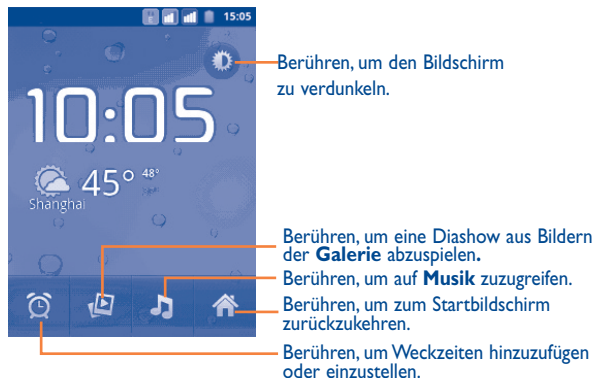 15:05
Berühren, um den Bildschirm
zu verdunkeln.
10:05
45° 48°
Shanghai
Berühren, um eine Diashow aus Bildern
der Galerie abzuspielen.
Berühren, um auf Musik zuzugreifen.
Berühren, um zum Startbildschirm
zurückzukehren.
Berühren, um Weckzeiten hinzuzufügen
oder einzustellen.